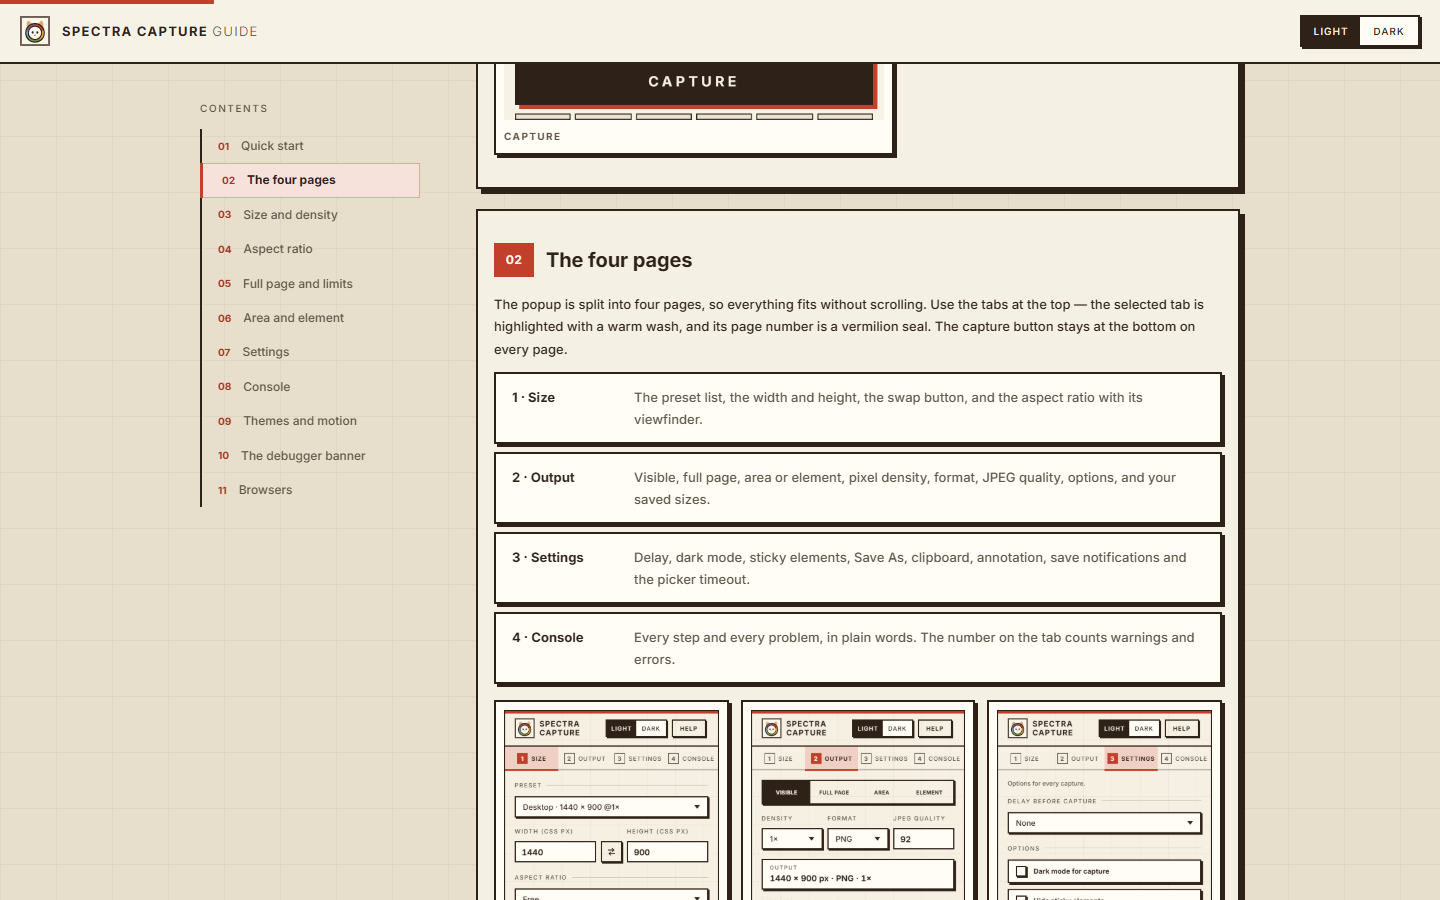 SPECTRA CAPTURE GUIDE
LIGHT DARK
CONTENTS
01 Quick start
02 The four pages
03 Size and density
04 Aspect ratio
05 Full page and limits
06 Area and element
07 Settings
08 Console
09 Themes and motion
10 The debugger banner
11 Browsers
CAPTURE
CAPTURE
02 The four pages
The popup is split into four pages, so everything fits without scrolling. Use the tabs at the top — the selected tab is
highlighted with a warm wash, and its page number is a vermilion seal. The capture button stays at the bottom on
every page.
1 · Size
The preset list, the width and height, the swap button, and the aspect ratio with its
viewfinder.
2 · Output
Visible, full page, area or element, pixel density, format, JPEG quality, options, and your
saved sizes.
3 · Settings
Delay, dark mode, sticky elements, Save As, clipboard, annotation, save notifications and
the picker timeout.
4 · Console
Every step and every problem, in plain words. The number on the tab counts warnings and
errors.
SPECTRA
CAPTURE
LIGHT DARK HELP
1 SIZE 2 OUTPUT 3 SETTINGS 4 CONSOLE
PRESET
Desktop · 1440 × 900 @1×
WIDTH (CSS PX) HEIGHT (CSS PX)
1440 ⇄ 900
ASPECT RATIO
Free
SPECTRA
CAPTURE
LIGHT DARK HELP
1 SIZE 2 OUTPUT 3 SETTINGS 4 CONSOLE
VISIBLE FULL PAGE AREA ELEMENT
DENSITY FORMAT JPEG QUALITY
1× PNG 92
OUTPUT
1440 × 900 px · PNG · 1×
SPECTRA
CAPTURE
LIGHT DARK HELP
1 SIZE 2 OUTPUT 3 SETTINGS 4 CONSOLE
Options for every capture.
DELAY BEFORE CAPTURE
None
OPTIONS
Dark mode for capture
Hide sticky elements